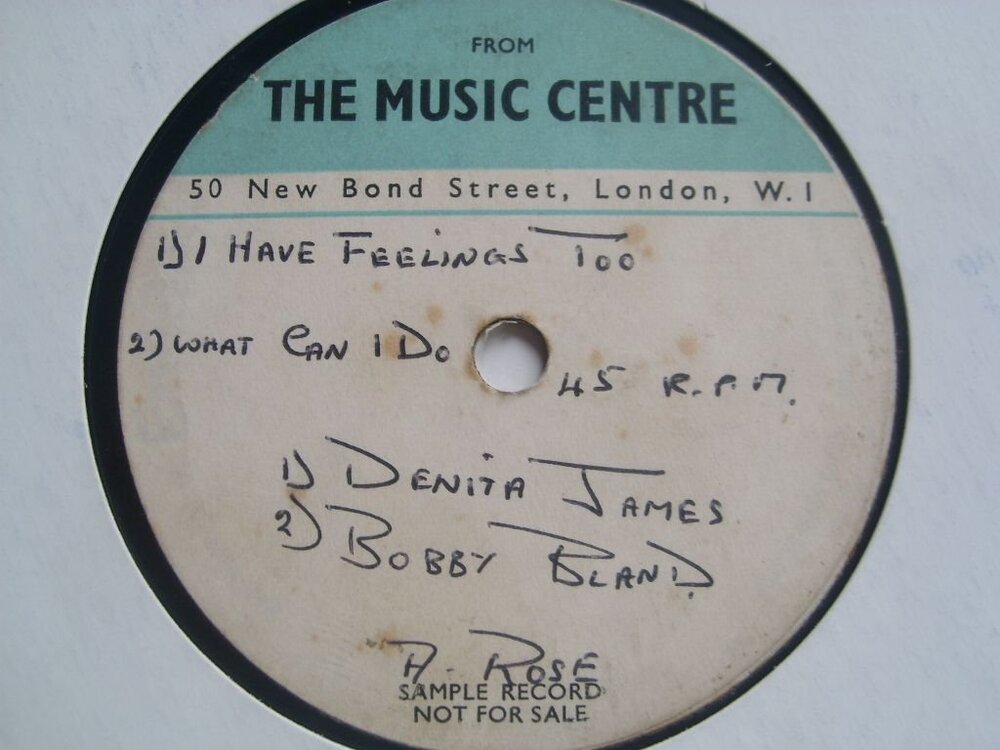 FROM
THE MUSIC CENTRE
50 New Bond Street, London, W.1
1) I HAVE FEELINGS TOO
2) WHAT CAN I DO
45 R.P.M.
1) DENITA JAMES
2) BOBBY BLAND.
A. ROSE
SAMPLE RECORD
NOT FOR SALE